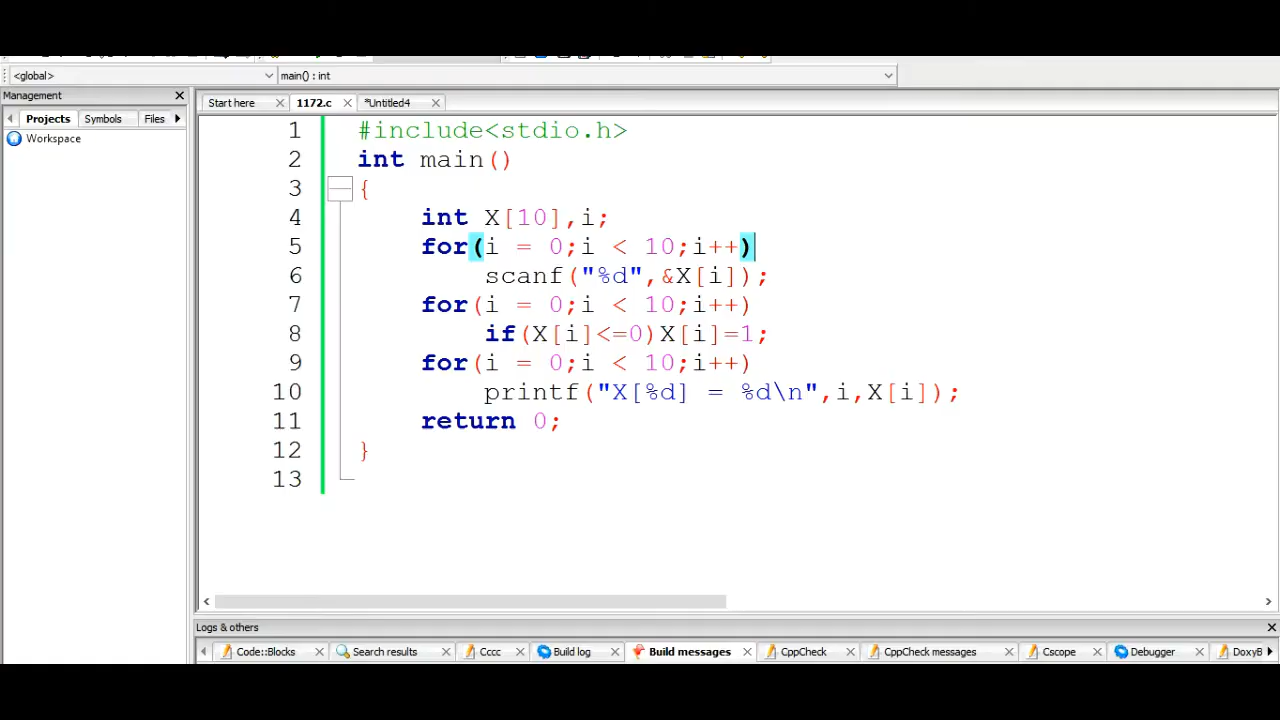 <global> main() : int
Management
Start here 1172.c *Untitled4
Projects Symbols Files
Workspace
1 #include<stdio.h>
2 int main()
3 {
4 int X[10],i;
5 for(i = 0;i < 10;i++)
6 scanf("%d",&X[i]);
7 for(i = 0;i < 10;i++)
8 if(X[i]<=0)X[i]=1;
9 for(i = 0;i < 10;i++)
10 printf("X[%d] = %d\n",i,X[i]);
11 return 0;
12 }
13
Logs & others
Code::Blocks Search results Cccc Build log Build messages CppCheck CppCheck messages Cscope Debugger DoxyB